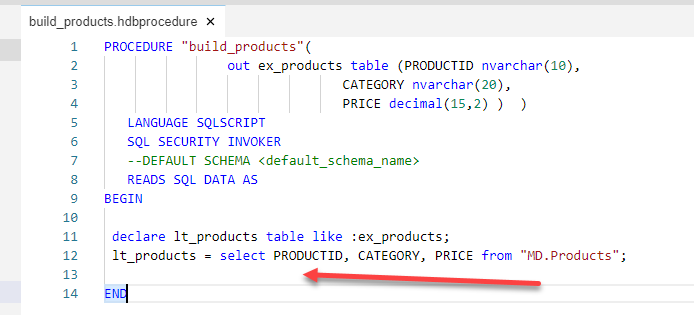 build_products.hdbprocedure ×
1 PROCEDURE "build_products"(
2 out ex_products table (PRODUCTID nvarchar(10),
3 CATEGORY nvarchar(20),
4 PRICE decimal(15,2) ) )
5 LANGUAGE SQLSCRIPT
6 SQL SECURITY INVOKER
7 --DEFAULT SCHEMA <default_schema_name>
8 READS SQL DATA AS
9 BEGIN
10
11 declare lt_products table like :ex_products;
12 lt_products = select PRODUCTID, CATEGORY, PRICE from "MD.Products";
13
14 END